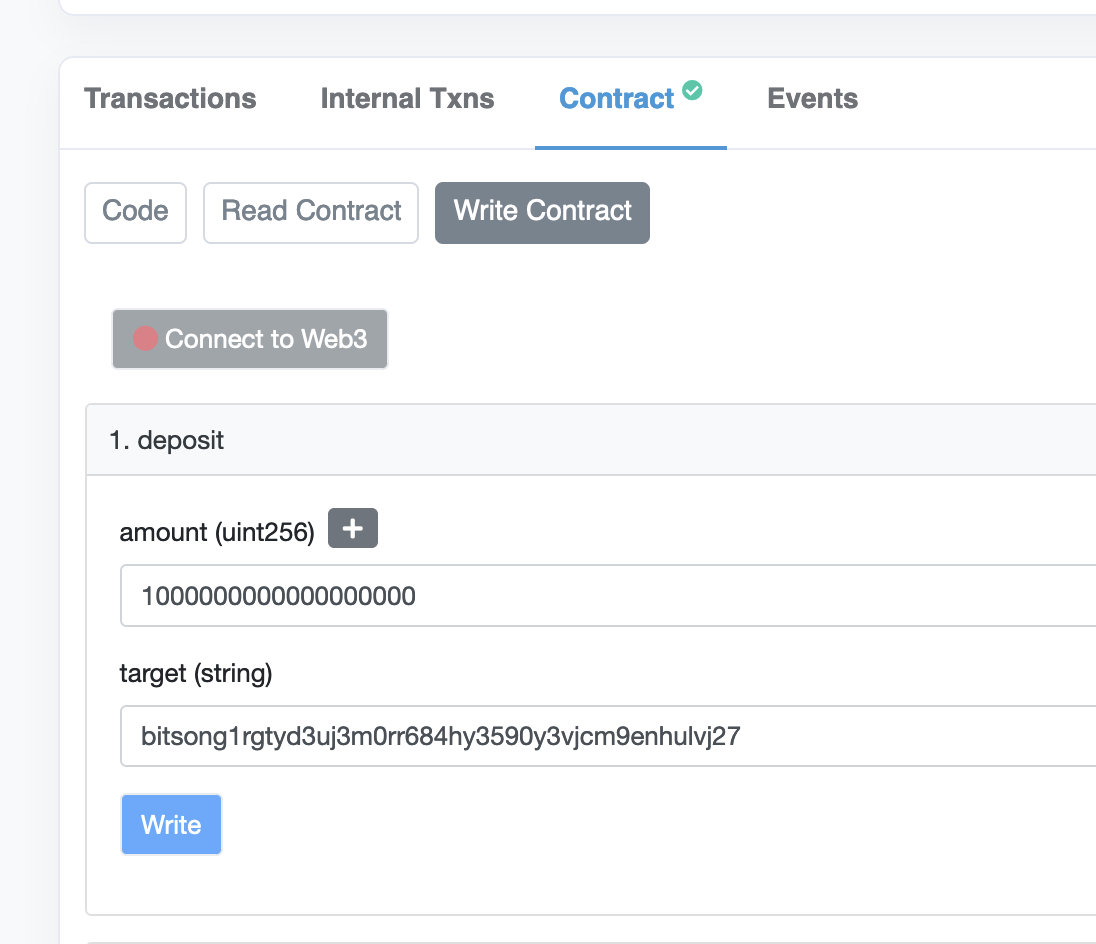 Transactions Internal Txns Contract Events
Code Read Contract Write Contract
Connect to Web3
1. deposit
amount (uint256) +
1000000000000000000
target (string)
bitsong1rgtyd3uj3m0rr684hy3590y3vjcm9enhulvj27
Write